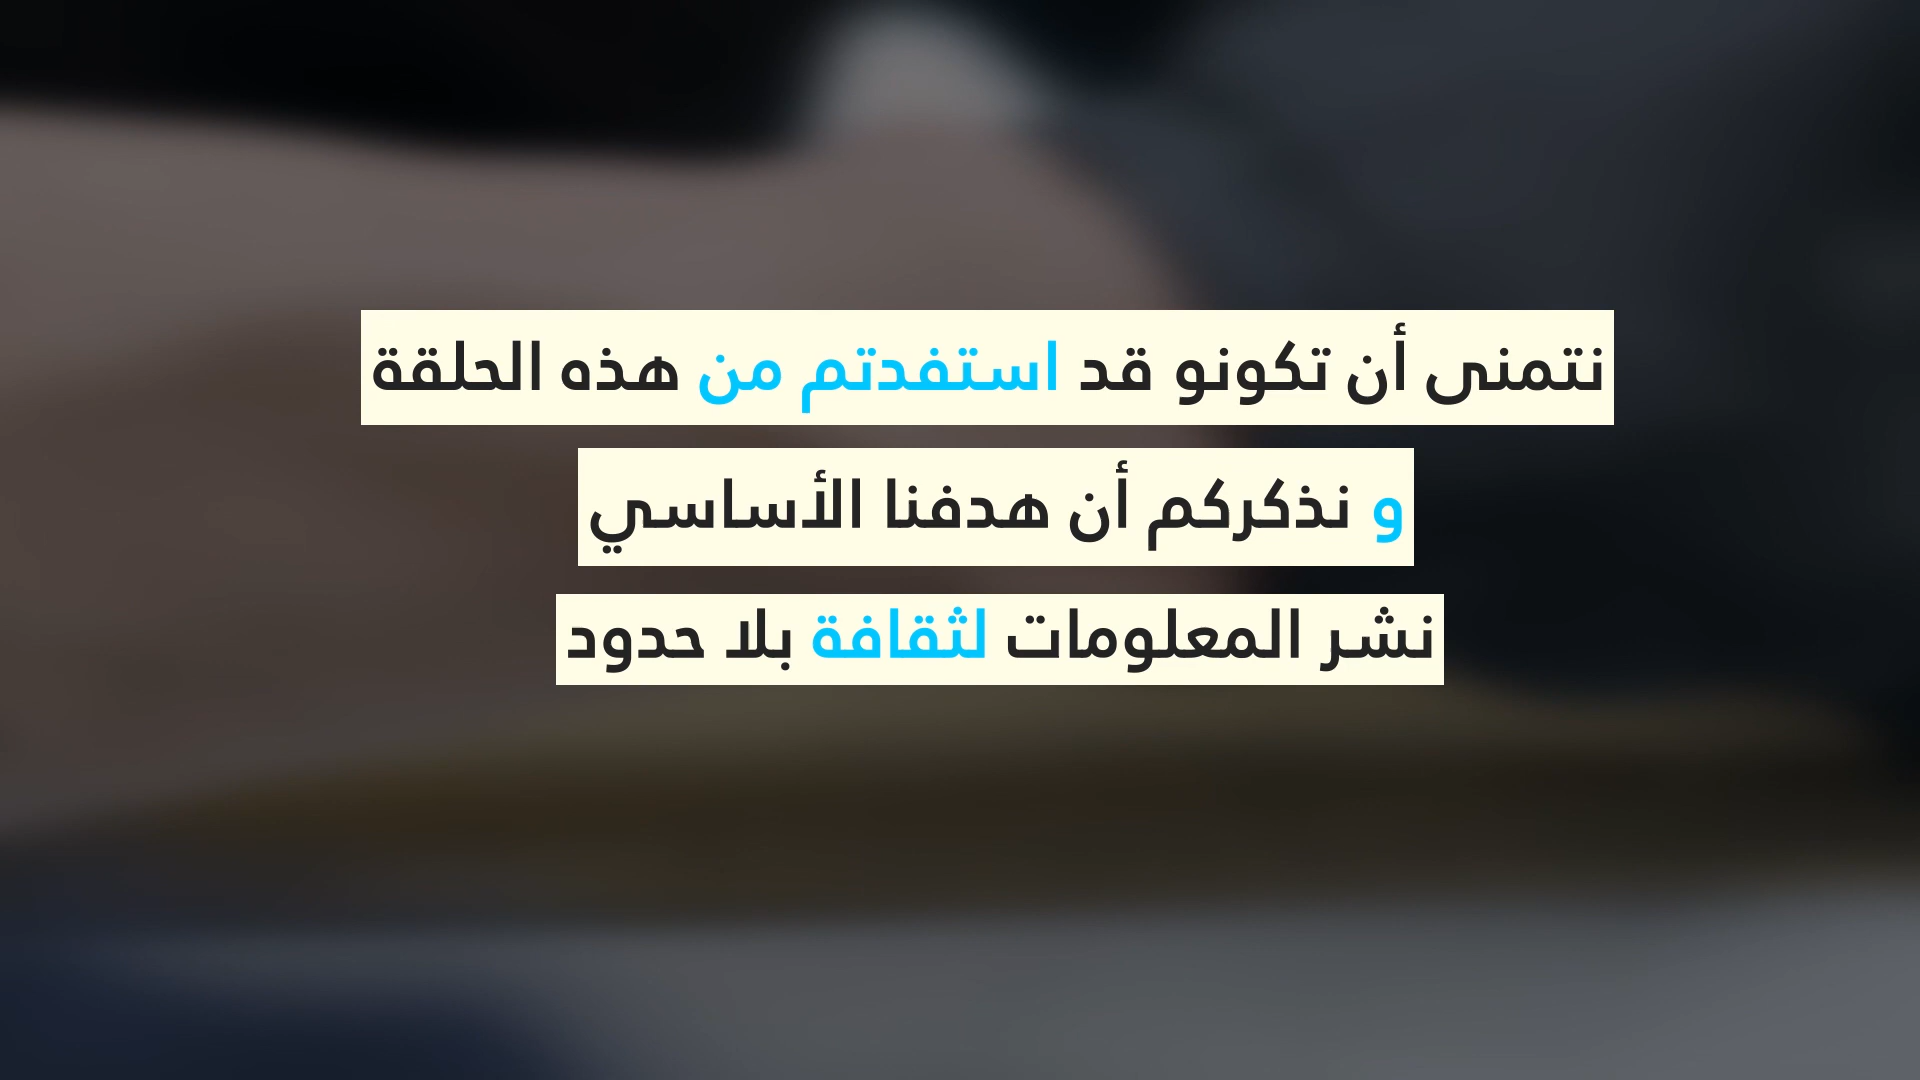 نتمنى أن تكونو قد استفدتم من هذه الحلقة
و نذكركم أن هدفنا الأساسي
نشر المعلومات لثقافة بلا حدود